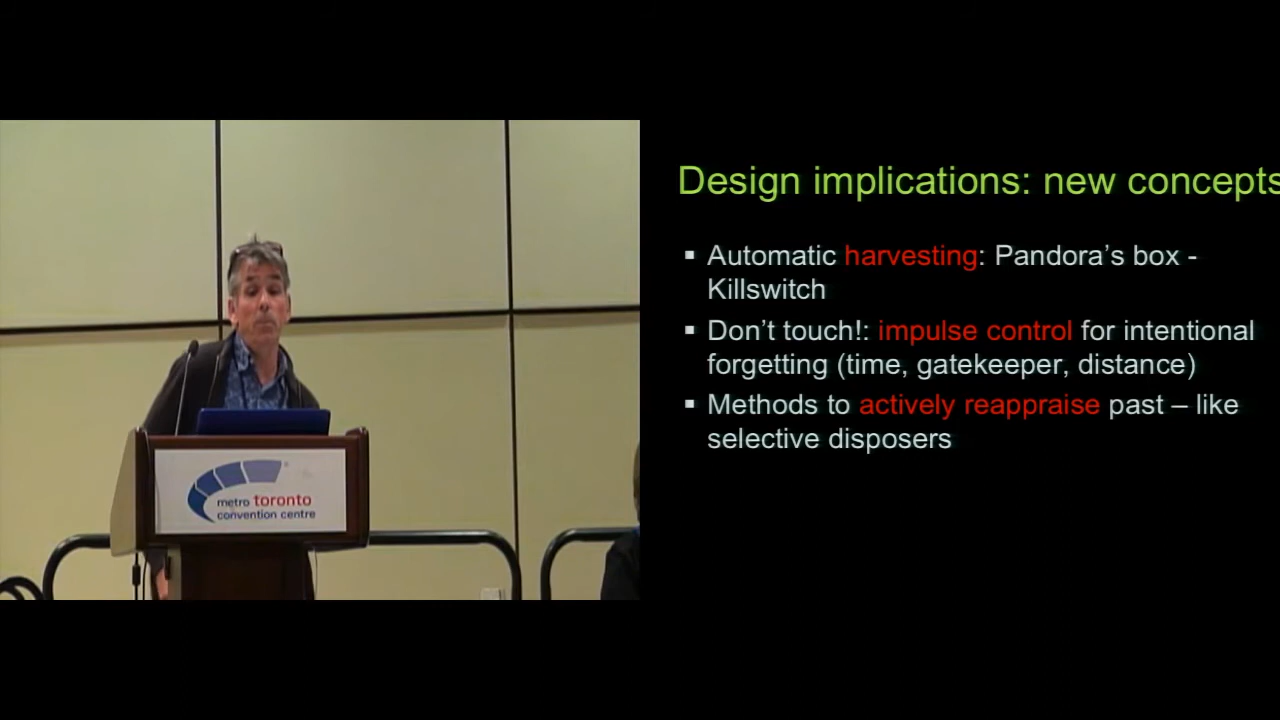 Design implications: new concepts
▪ Automatic harvesting: Pandora's box -
Killswitch
▪ Don't touch!: impulse control for intentional
forgetting (time, gatekeeper, distance)
▪ Methods to actively reappraise past – like
selective disposers
metro toronto
convention centre